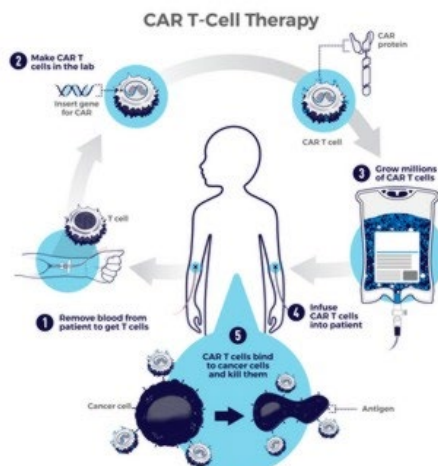 CAR T-Cell Therapy
CAR
protein
2 Make CAR T
cells in the lab
Insert gene
for CAR
CAR T cell
3 Grow millions
of CAR T cells
T cell
1 Remove blood from
patient to get T cells
4 Infuse
CAR T cells
into patient
5
CAR T cells bind
to cancer cells
and kill them
Cancer cell
Antigen